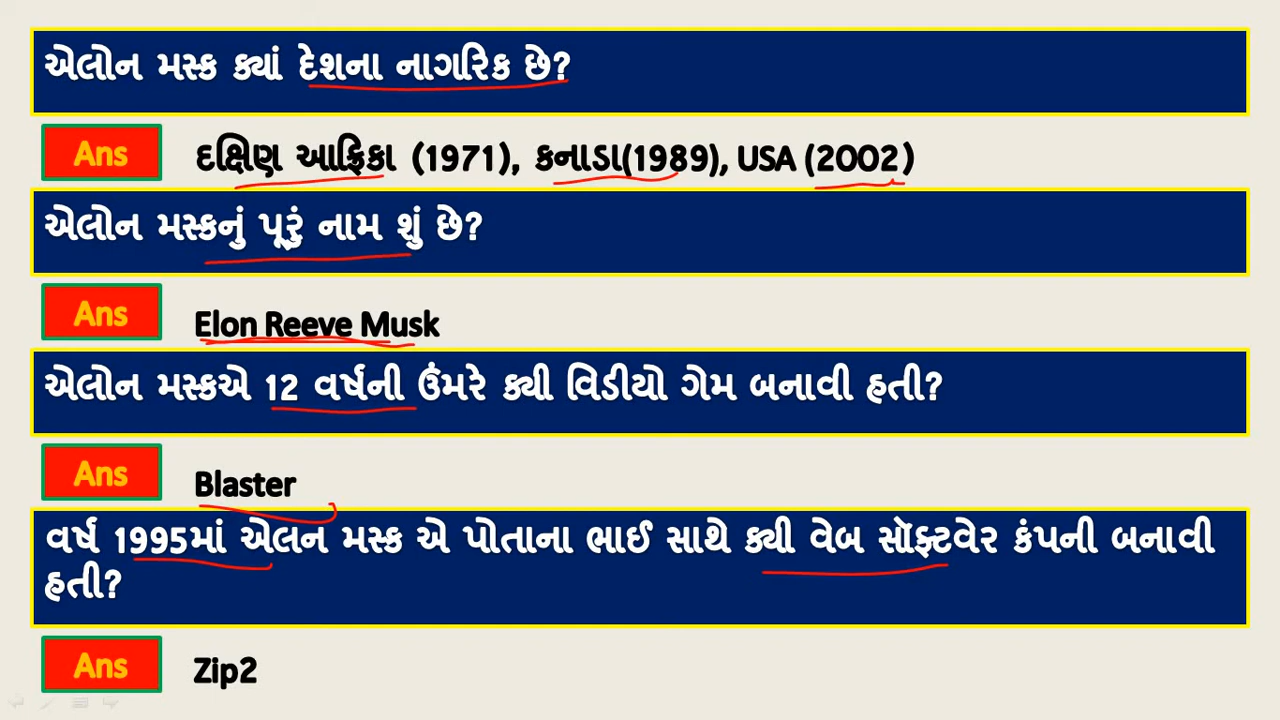 એલોન મસ્ક ક્યાં દેશના નાગરિક છે?
Ans દક્ષિણ આફ્રિકા (1971), કનાડા(1989), USA (2002)
એલોન મસ્કનું પૂરું નામ શું છે?
Ans Elon Reeve Musk
એલોન મસ્કએ 12 વર્ષની ઉંમરે ક્યી વિડીયો ગેમ બનાવી હતી?
Ans Blaster
વર્ષ 1995માં એલન મસ્ક એ પોતાના ભાઈ સાથે ક્યી વેબ સૉફ્ટવેર કંપની બનાવી
હતી?
Ans Zip2